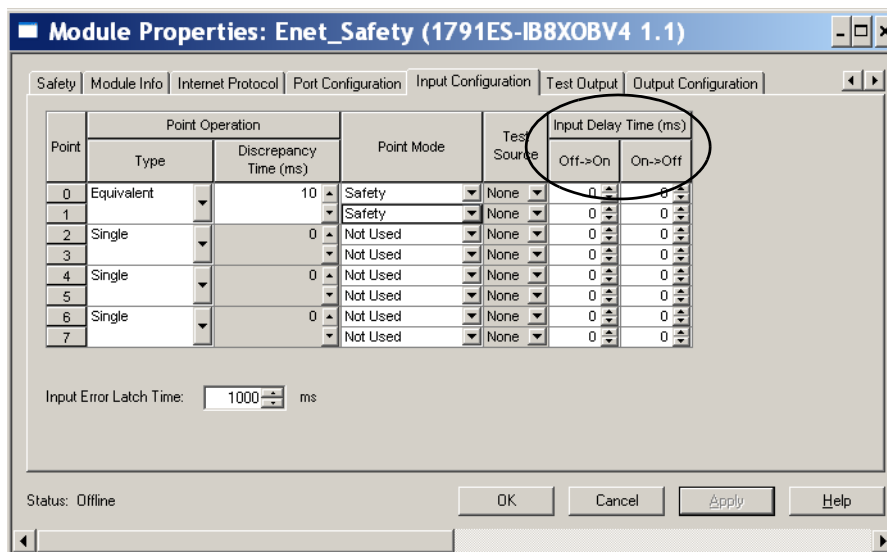 Module Properties: Enet_Safety (1791ES-IB8XOBV4 1.1)
Safety Module Info Internet Protocol Port Configuration Input Configuration Test Output Output Configuration
Point Point Operation Point Mode Test Source Input Delay Time (ms)
Type Discrepancy Time (ms) Off->On On->Off
0 Equivalent 10 Safety None 0 0
1 Safety None 0 0
2 Single 0 Not Used None 0 0
3 Not Used None 0 0
4 Single 0 Not Used None 0 0
5 Not Used None 0 0
6 Single 0 Not Used None 0 0
7 Not Used None 0 0
Input Error Latch Time: 1000 ms
Status: Offline OK Cancel Apply Help